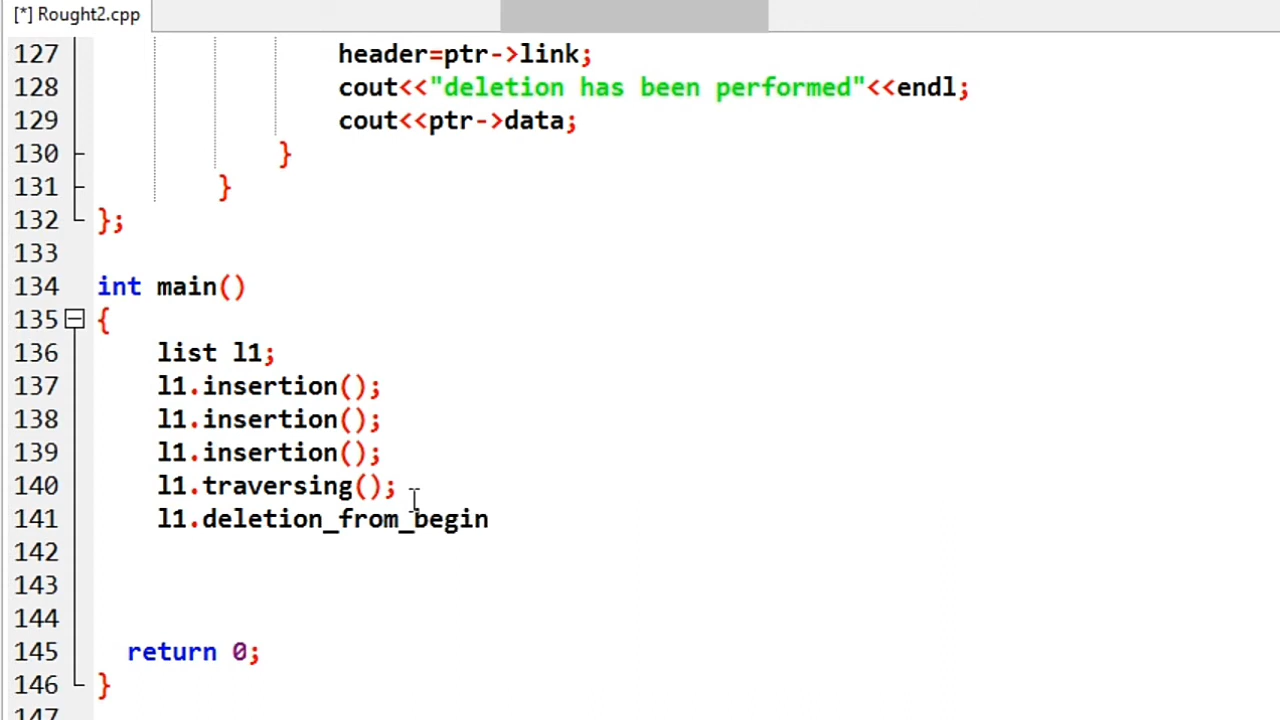 [*] Rought2.cpp
127 header=ptr->link;
128 cout<<"deletion has been performed"<<endl;
129 cout<<ptr->data;
130 }
131 }
132 };
133
134 int main()
135 {
136 list l1;
137 l1.insertion();
138 l1.insertion();
139 l1.insertion();
140 l1.traversing();
141 l1.deletion_from_begin
142
143
144
145 return 0;
146 }
147